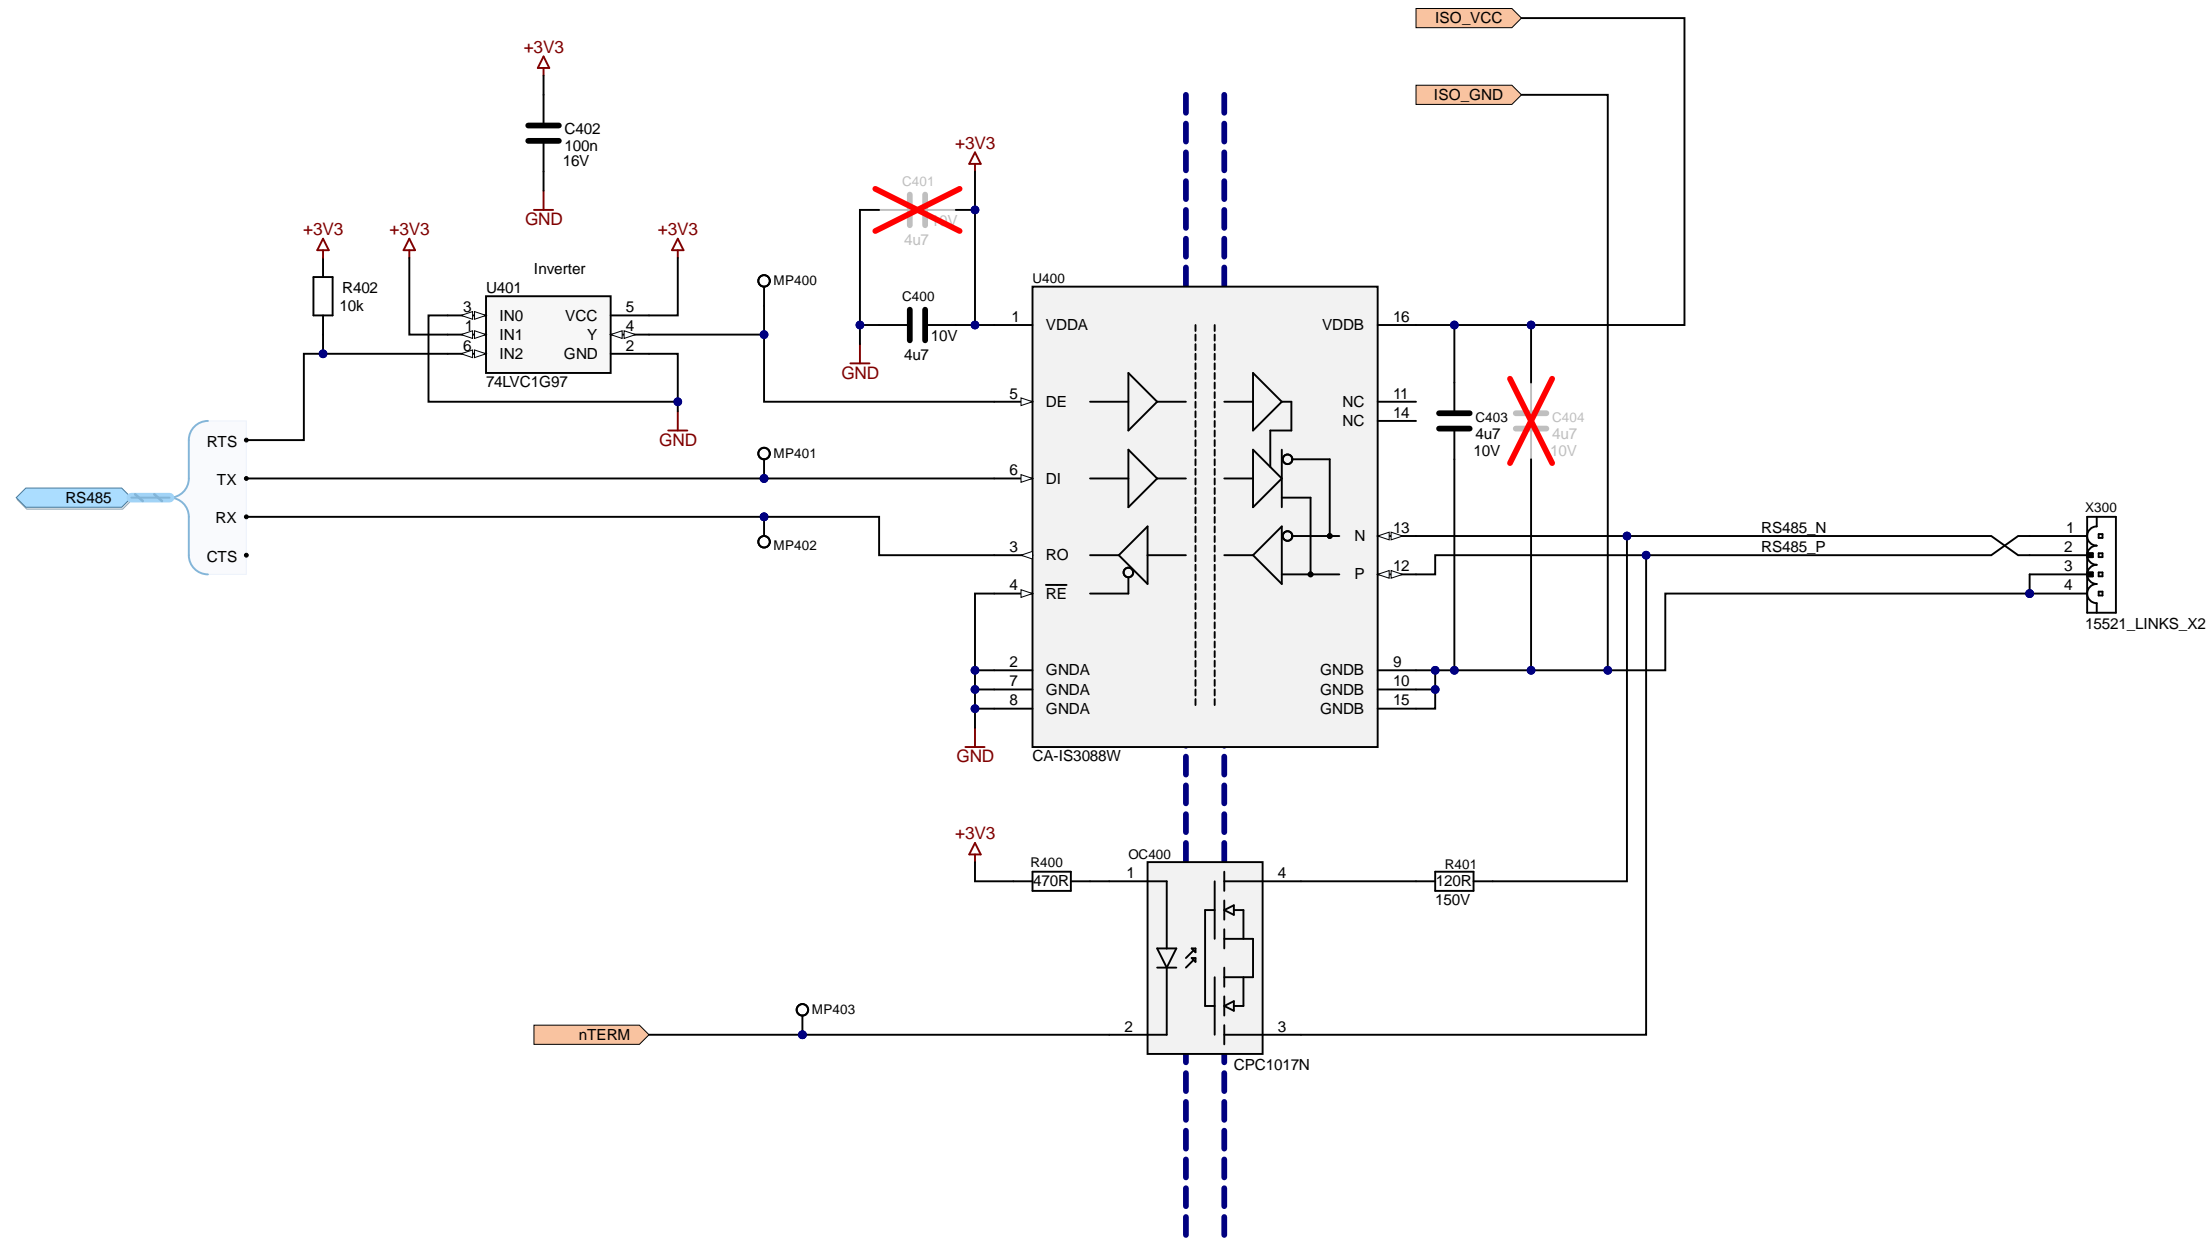 ISO_VCC
ISO_GND
+3V3
C402
100n
16V
GND
+3V3
C401
10V
4u7
+3V3
R402
10k
+3V3
+3V3
Inverter
U401
3 IN0 VCC 5
1 IN1 Y 4
6 IN2 GND 2
74LVC1G97
GND
MP400
C400
10V
4u7
GND
U400
1 VDDA VDDB 16
5 DE NC 11
NC 14
6 DI
N 13
3 RO
P 12
4 RE
2 GNDA GNDB 9
7 GNDA GNDB 10
8 GNDA GNDB 15
GND
CA-IS3088W
C403
4u7
10V
C404
4u7
10V
RS485
RTS
TX
RX
CTS
MP401
MP402
RS485_N
RS485_P
X300
1
2
3
4
15521_LINKS_X2
+3V3
R400
470R
OC400
1
4
R401
120R
150V
nTERM
MP403
2
3
CPC1017N